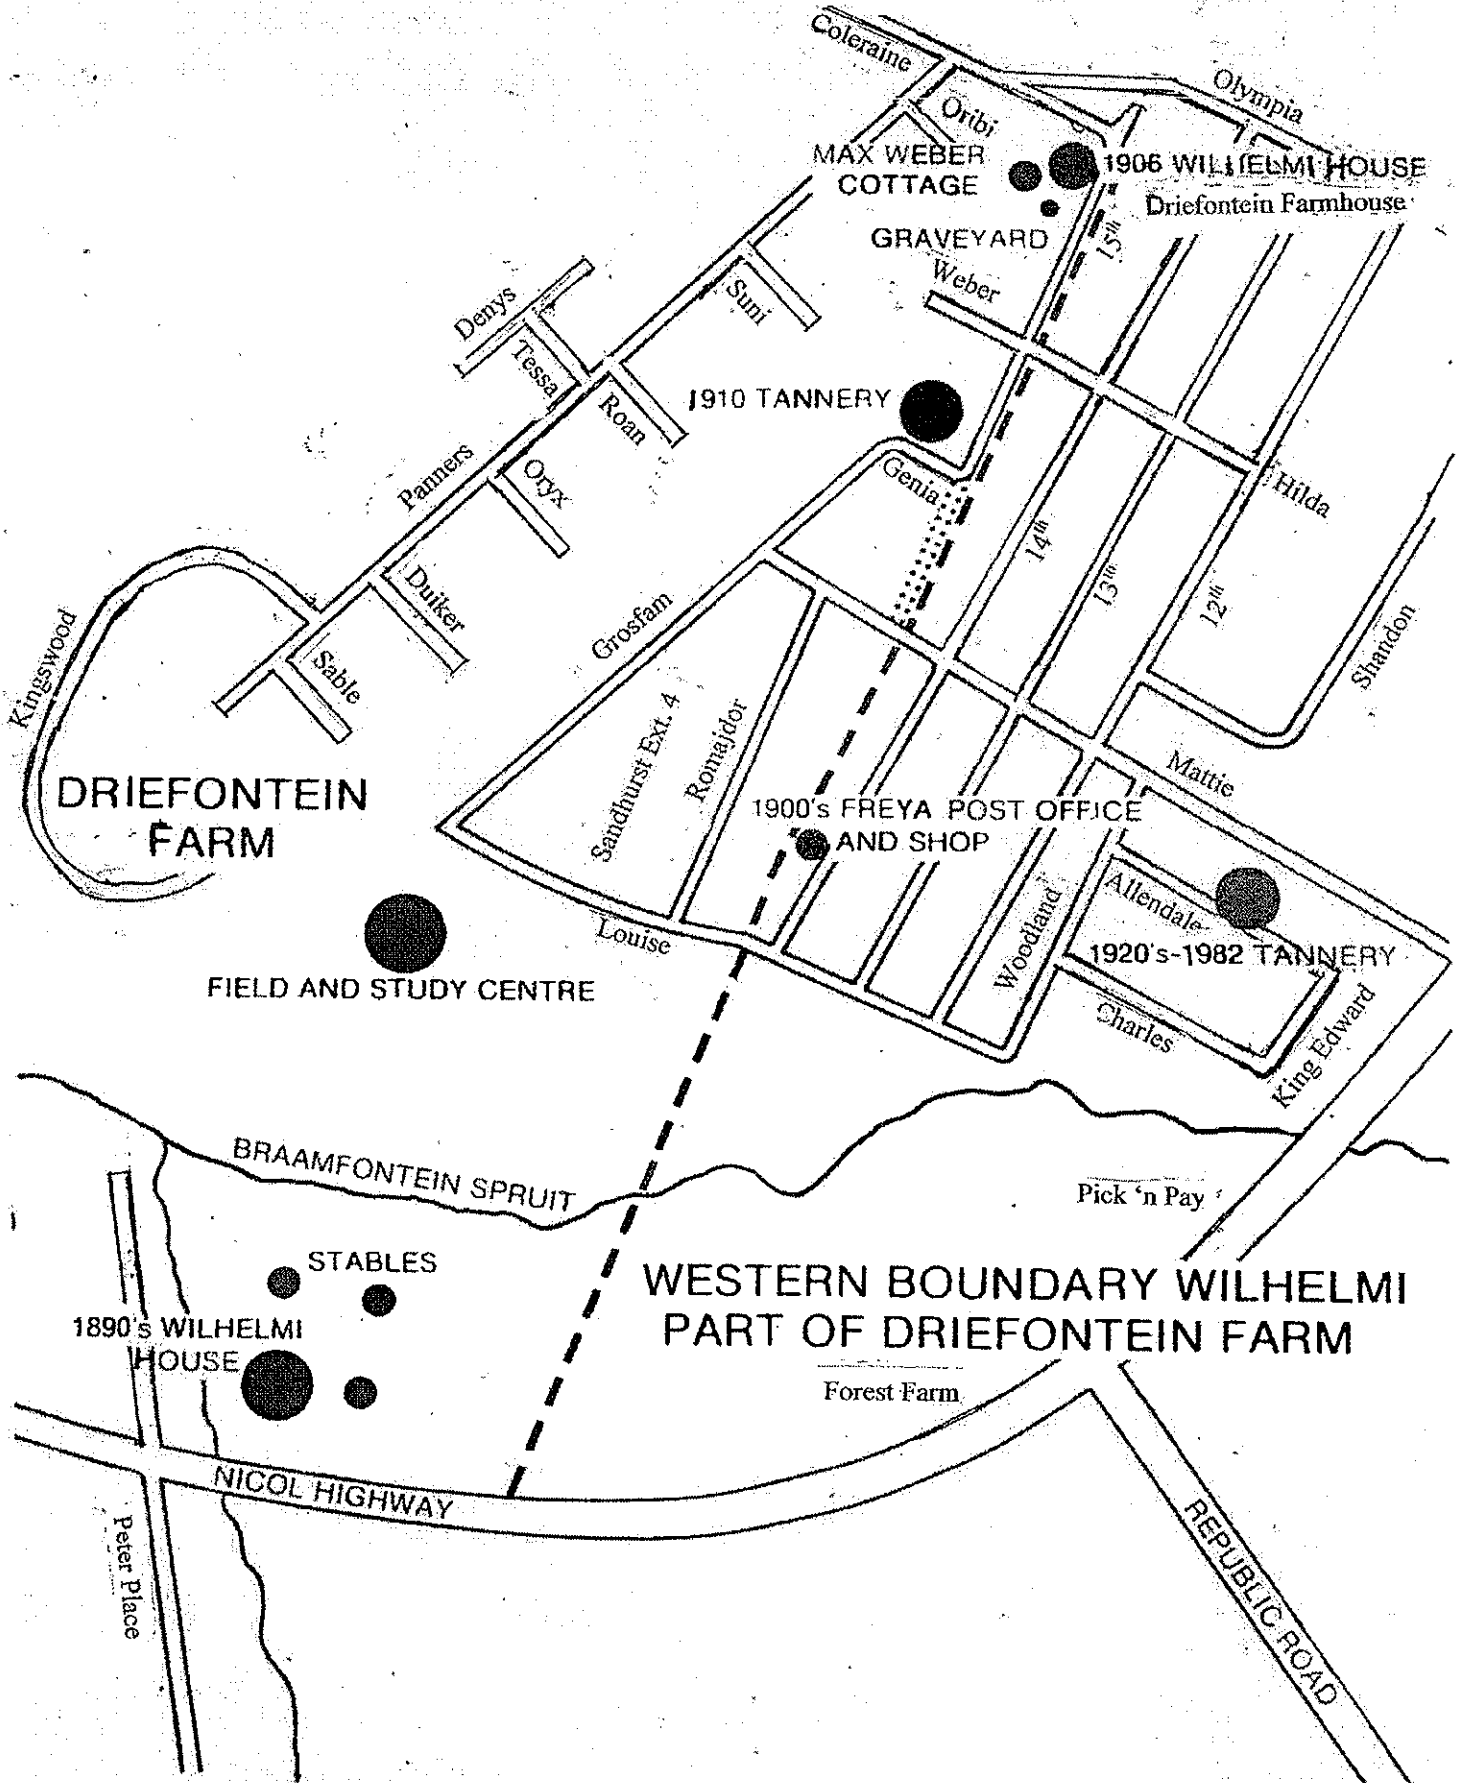 Coleraine
Olympia
Oribi
MAX WEBER
COTTAGE
1906 WILHELMI HOUSE
Driefontein Farmhouse
GRAVEYARD
15th
Weber
Suni
Denys
Tessa
Roan
1910 TANNERY
Panners
Oryx
Genia
Hilda
14th
13th
12th
Duiker
Grosfam
Kingswood
Sable
Shandon
Sandhurst Ext. 4
Romajdor
Mattie
DRIEFONTEIN
FARM
1900's FREYA POST OFFICE
AND SHOP
Allendale
Woodland
Louise
1920's-1982 TANNERY
FIELD AND STUDY CENTRE
Charles
King Edward
BRAAMFONTEIN SPRUIT
Pick 'n Pay
STABLES
WESTERN BOUNDARY WILHELMI
PART OF DRIEFONTEIN FARM
1890's WILHELMI
HOUSE
Forest Farm
NICOL HIGHWAY
Peter Place
REPUBLIC ROAD